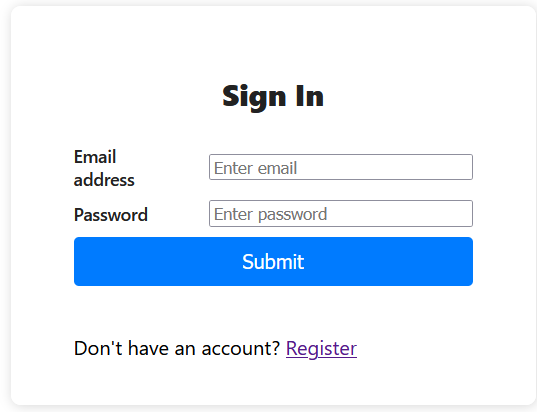 Sign In
Email
address
Enter email
Password
Enter password
Submit
Don't have an account? Register